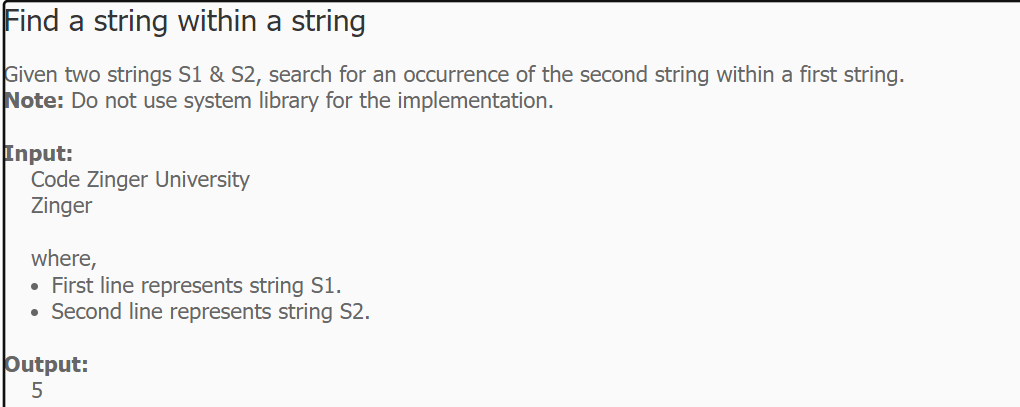 Find a string within a string
Given two strings S1 & S2, search for an occurrence of the second string within a first string.
Note: Do not use system library for the implementation.
Input:
Code Zinger University
Zinger
where,
• First line represents string S1.
• Second line represents string S2.
Output:
5